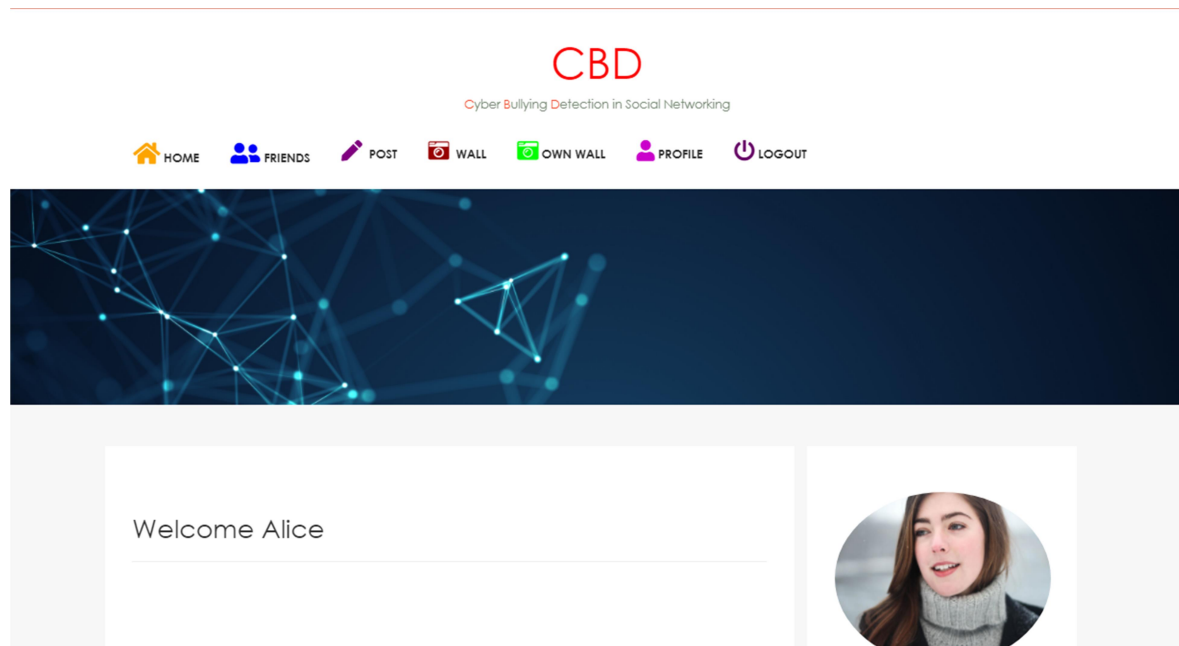 CBD
Cyber Bullying Detection in Social Networking
HOME FRIENDS POST WALL OWN WALL PROFILE LOGOUT
Welcome Alice